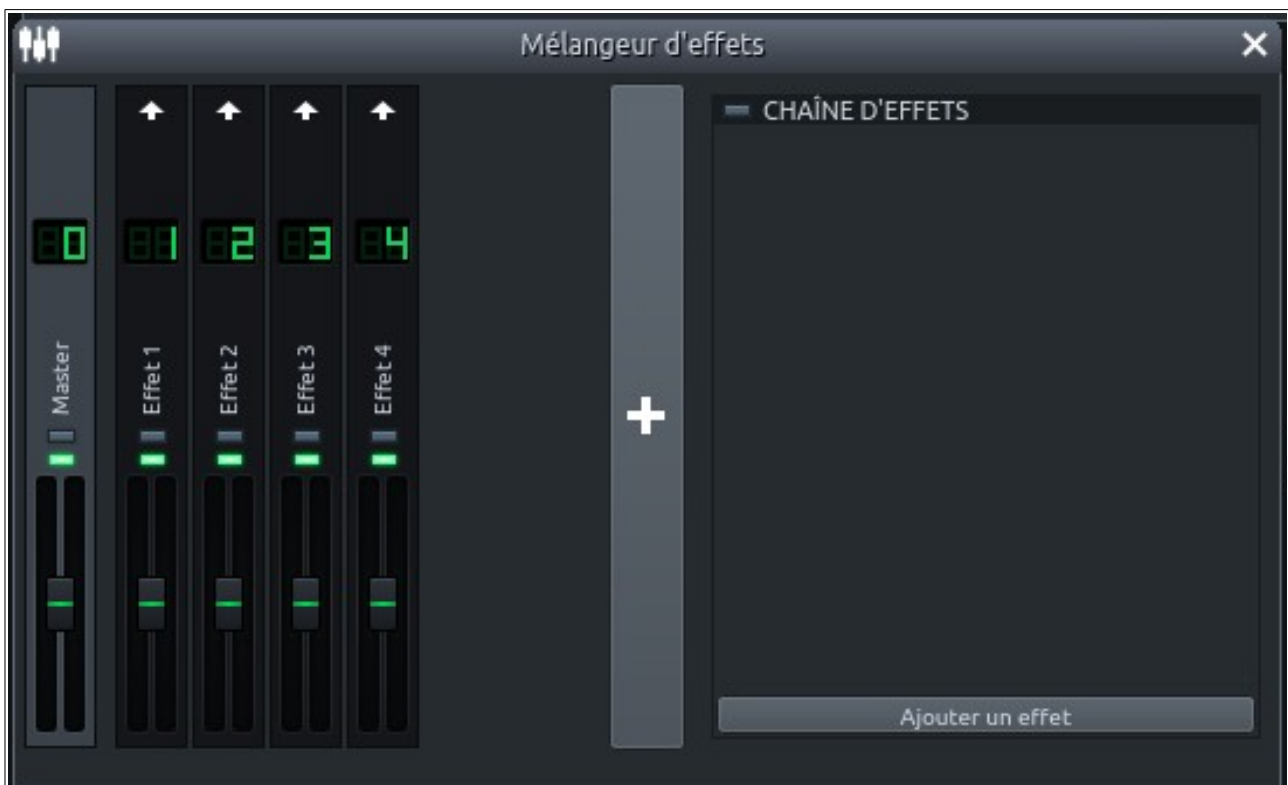 Mélangeur d'effets
CHAÎNE D'EFFETS
0 1 2 3 4
Master Effet 1 Effet 2 Effet 3 Effet 4
Ajouter un effet